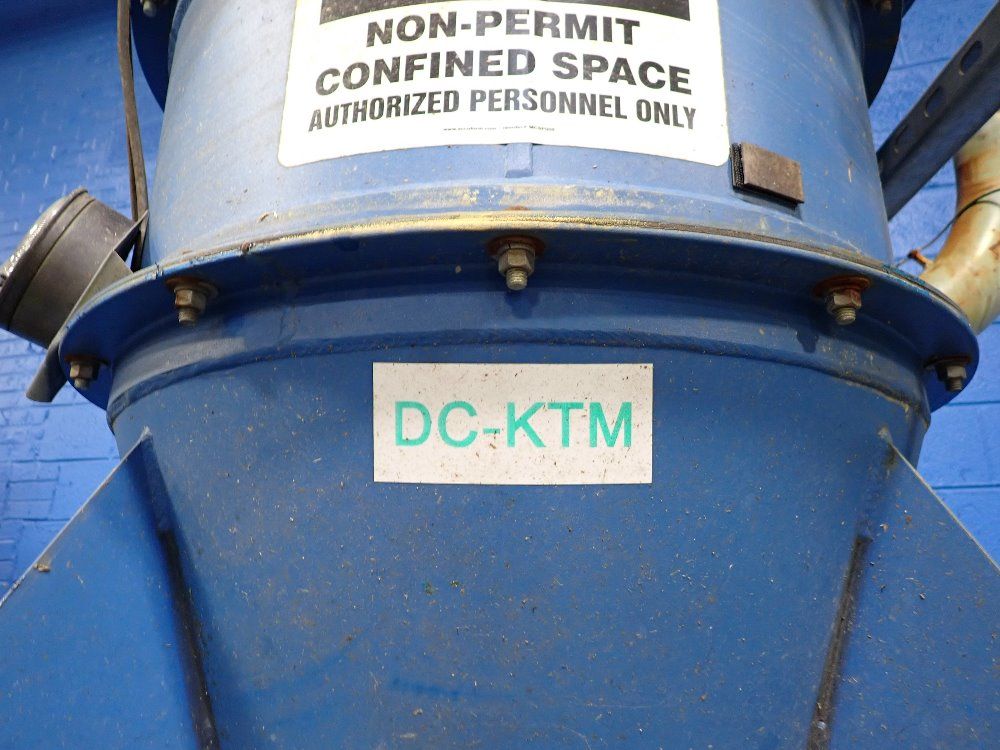 NON-PERMIT
CONFINED SPACE
AUTHORIZED PERSONNEL ONLY
DC-KTM